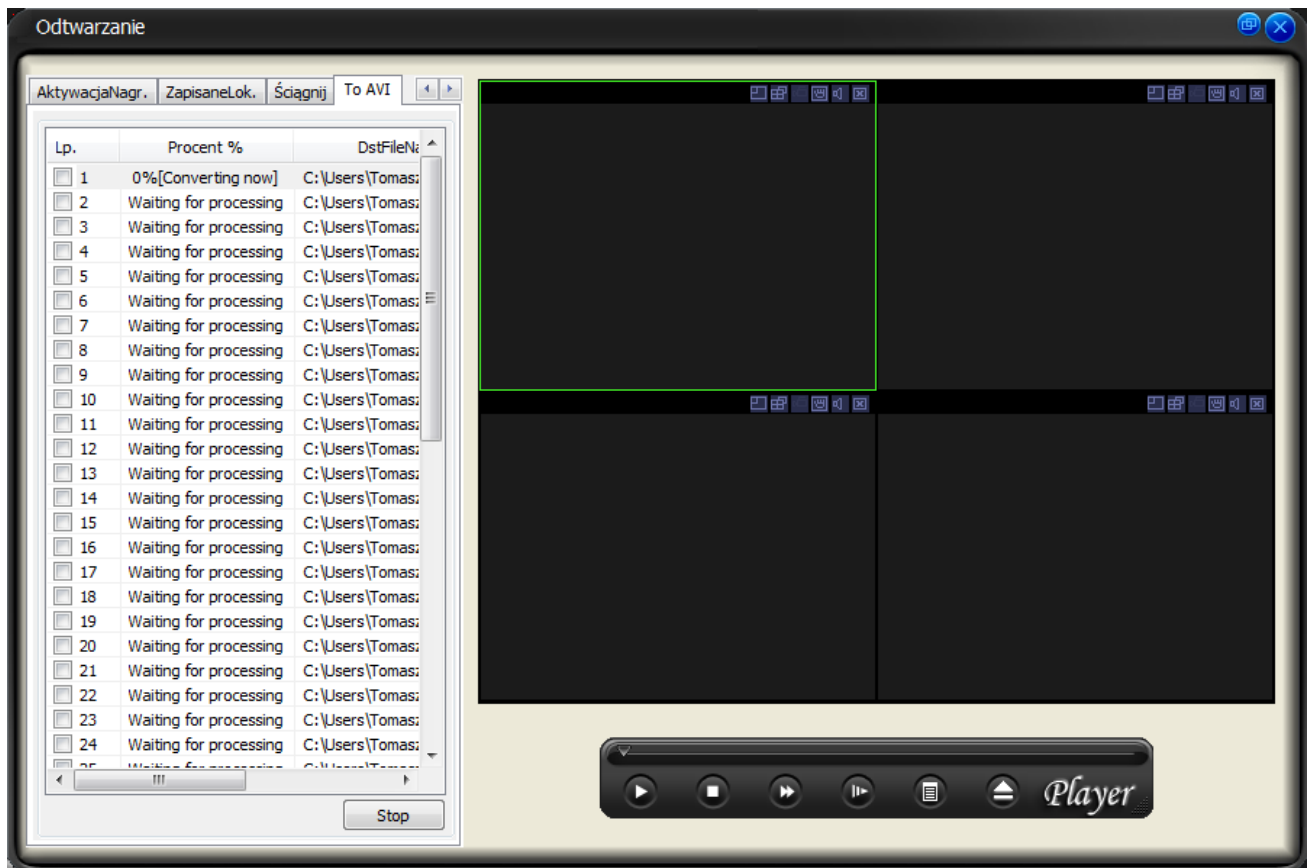 Odtwarzanie
AktywacjaNagr. ZapisaneLok. Ściągnij To AVI
Lp. Procent % DstFileNa
1 0%[Converting now] C:\Users\Tomasz
2 Waiting for processing C:\Users\Tomasz
3 Waiting for processing C:\Users\Tomasz
4 Waiting for processing C:\Users\Tomasz
5 Waiting for processing C:\Users\Tomasz
6 Waiting for processing C:\Users\Tomasz
7 Waiting for processing C:\Users\Tomasz
8 Waiting for processing C:\Users\Tomasz
9 Waiting for processing C:\Users\Tomasz
10 Waiting for processing C:\Users\Tomasz
11 Waiting for processing C:\Users\Tomasz
12 Waiting for processing C:\Users\Tomasz
13 Waiting for processing C:\Users\Tomasz
14 Waiting for processing C:\Users\Tomasz
15 Waiting for processing C:\Users\Tomasz
16 Waiting for processing C:\Users\Tomasz
17 Waiting for processing C:\Users\Tomasz
18 Waiting for processing C:\Users\Tomasz
19 Waiting for processing C:\Users\Tomasz
20 Waiting for processing C:\Users\Tomasz
21 Waiting for processing C:\Users\Tomasz
22 Waiting for processing C:\Users\Tomasz
23 Waiting for processing C:\Users\Tomasz
24 Waiting for processing C:\Users\Tomasz
Stop
Player